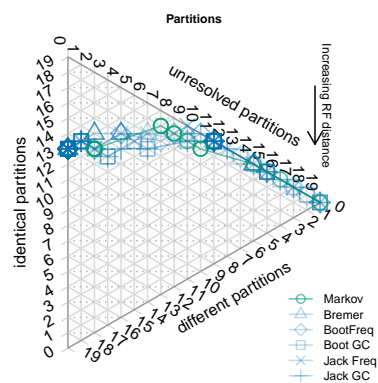 Partitions
0 1 2 3 4 5 6 7 8 9 10 11 12 13 14 15 16 17 18 19
unresolved partitions
Increasing RF distance
19
18
17
16
15
14
13
12
11
10
9
8
7
6
5
4
3
2
1
0
identical partitions
0 1 2 3 4 5 6 7 8 9 10 11 12 13 14 15 16 17 18 19
different partitions
Markov
Bremer
BootFreq
Boot GC
Jack Freq
Jack GC